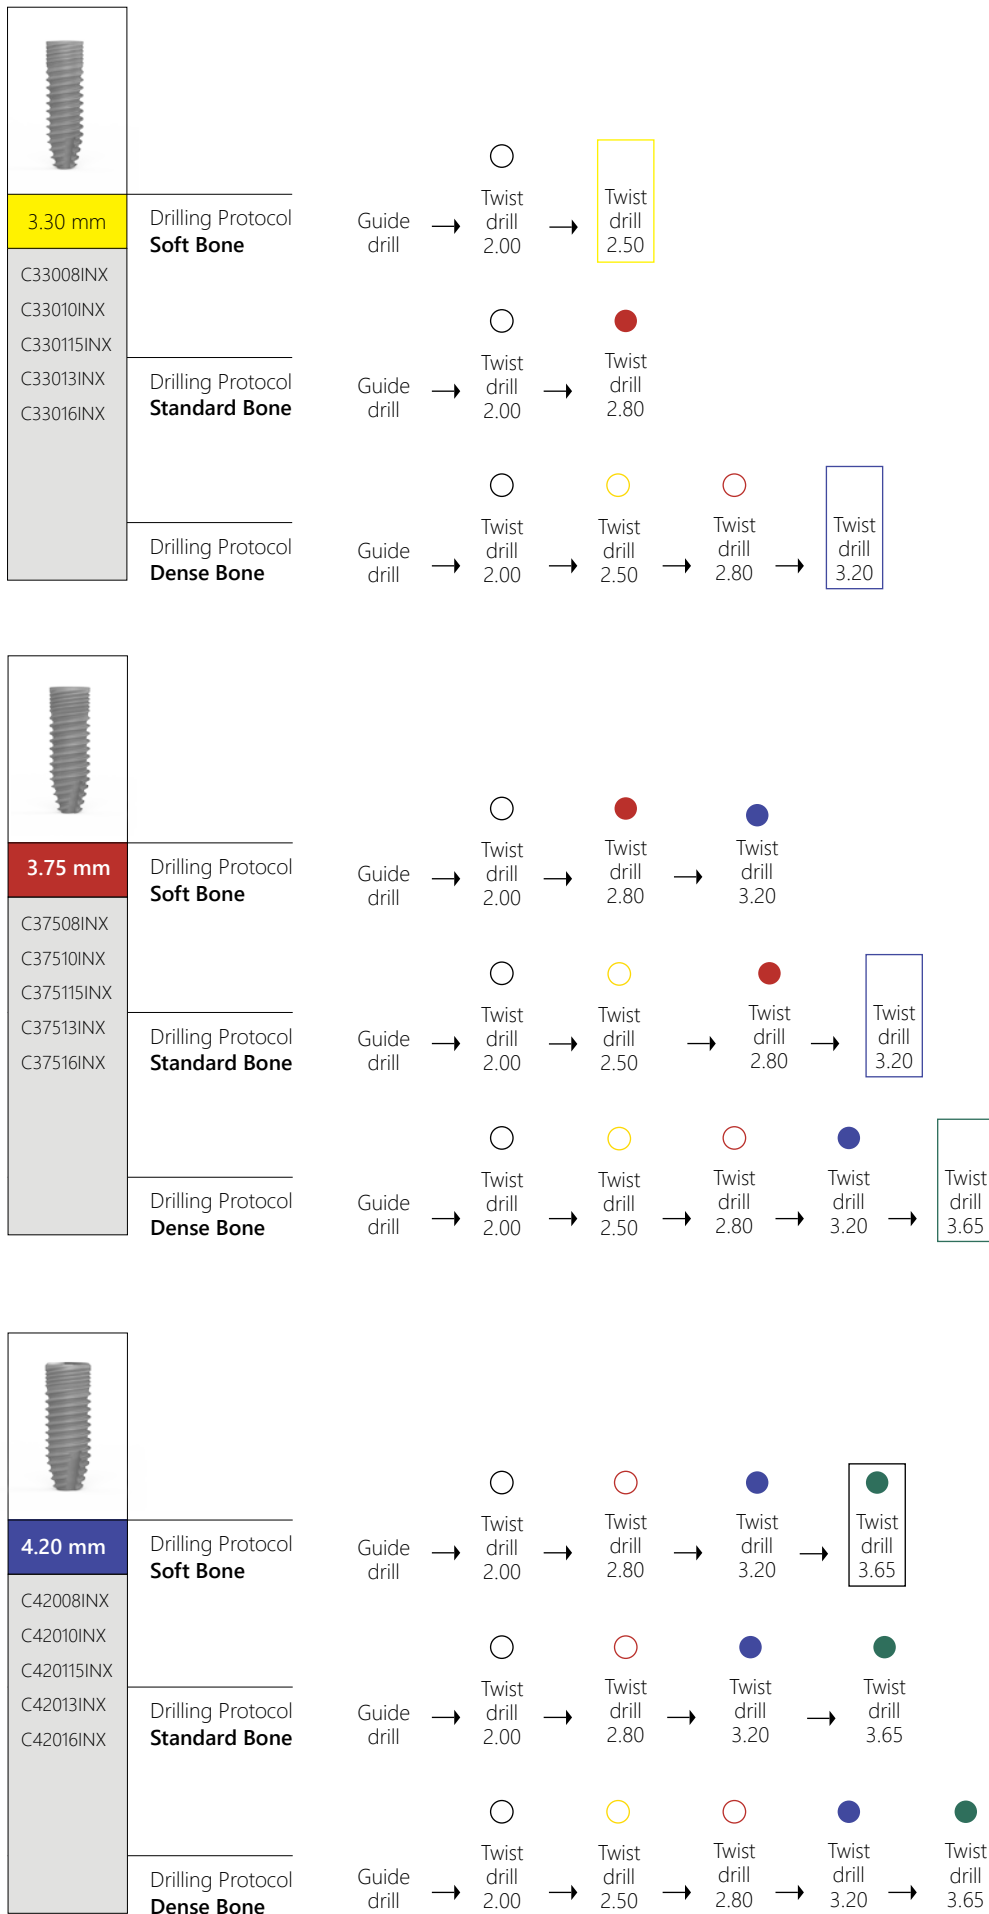 3.30 mm
C33008INX
C33010INX
C330115INX
C33013INX
C33016INX
Drilling Protocol
Soft Bone
Guide
drill
Twist
drill
2.00
Twist
drill
2.50
Drilling Protocol
Standard Bone
Guide
drill
Twist
drill
2.00
Twist
drill
2.80
Drilling Protocol
Dense Bone
Guide
drill
Twist
drill
2.00
Twist
drill
2.50
Twist
drill
2.80
Twist
drill
3.20
3.75 mm
C37508INX
C37510INX
C375115INX
C37513INX
C37516INX
Drilling Protocol
Soft Bone
Guide
drill
Twist
drill
2.00
Twist
drill
2.80
Twist
drill
3.20
Drilling Protocol
Standard Bone
Guide
drill
Twist
drill
2.00
Twist
drill
2.50
Twist
drill
2.80
Twist
drill
3.20
Drilling Protocol
Dense Bone
Guide
drill
Twist
drill
2.00
Twist
drill
2.50
Twist
drill
2.80
Twist
drill
3.20
Twist
drill
3.65
4.20 mm
C42008INX
C42010INX
C420115INX
C42013INX
C42016INX
Drilling Protocol
Soft Bone
Guide
drill
Twist
drill
2.00
Twist
drill
2.80
Twist
drill
3.20
Twist
drill
3.65
Drilling Protocol
Standard Bone
Guide
drill
Twist
drill
2.00
Twist
drill
2.80
Twist
drill
3.20
Twist
drill
3.65
Drilling Protocol
Dense Bone
Guide
drill
Twist
drill
2.00
Twist
drill
2.50
Twist
drill
2.80
Twist
drill
3.20
Twist
drill
3.65